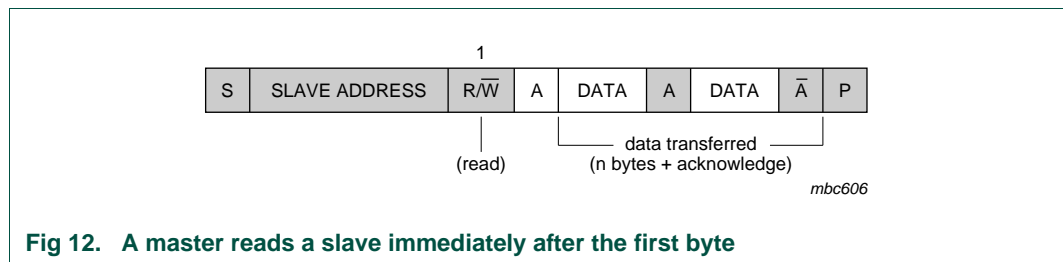 1
S SLAVE ADDRESS R/W̅ A DATA A DATA A̅ P
data transferred
(read) (n bytes + acknowledge)
mbc606
Fig 12. A master reads a slave immediately after the first byte